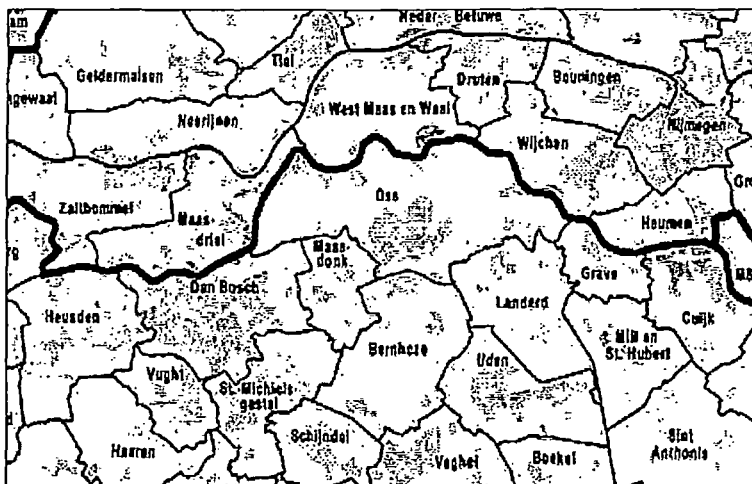 am
Neder-Betuwe
Tiel
Geldermalsen
Druten
Beuningen
ngewaal
West Maas en Waal
Neerijnen
Nijmegen
Wijchen
Zaltbommel
Oss
Maas-
driel
Heumen
Maas
donk
Grave
Den Bosch
Landerd
Heusden
Cuijk
Mill en
St. Hubert
Bernheze
Uden
Vught
St. Michiels
gestel
Schijndel
Haaren
Sint
Anthonis
Veghel
Boekel